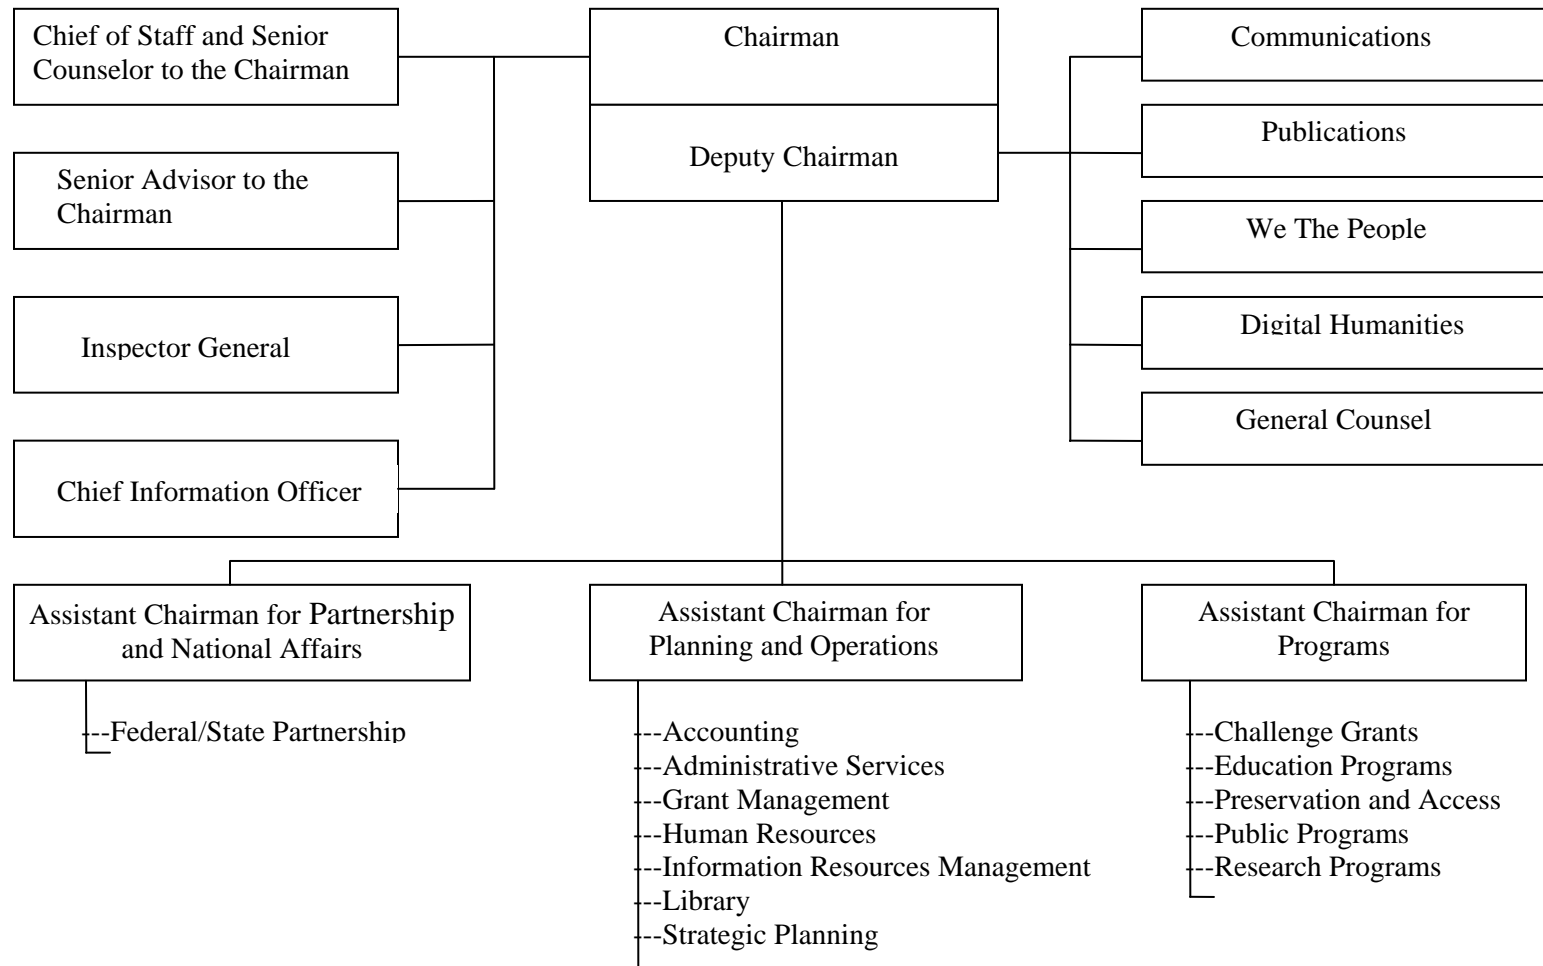 Chief of Staff and Senior
Counselor to the Chairman
Senior Advisor to the
Chairman
Inspector General
Chief Information Officer
Chairman
Deputy Chairman
Communications
Publications
We The People
Digital Humanities
General Counsel
Assistant Chairman for Partnership
and National Affairs
---Federal/State Partnership
Assistant Chairman for
Planning and Operations
---Accounting
---Administrative Services
---Grant Management
---Human Resources
---Information Resources Management
---Library
---Strategic Planning
Assistant Chairman for
Programs
---Challenge Grants
---Education Programs
---Preservation and Access
---Public Programs
---Research Programs